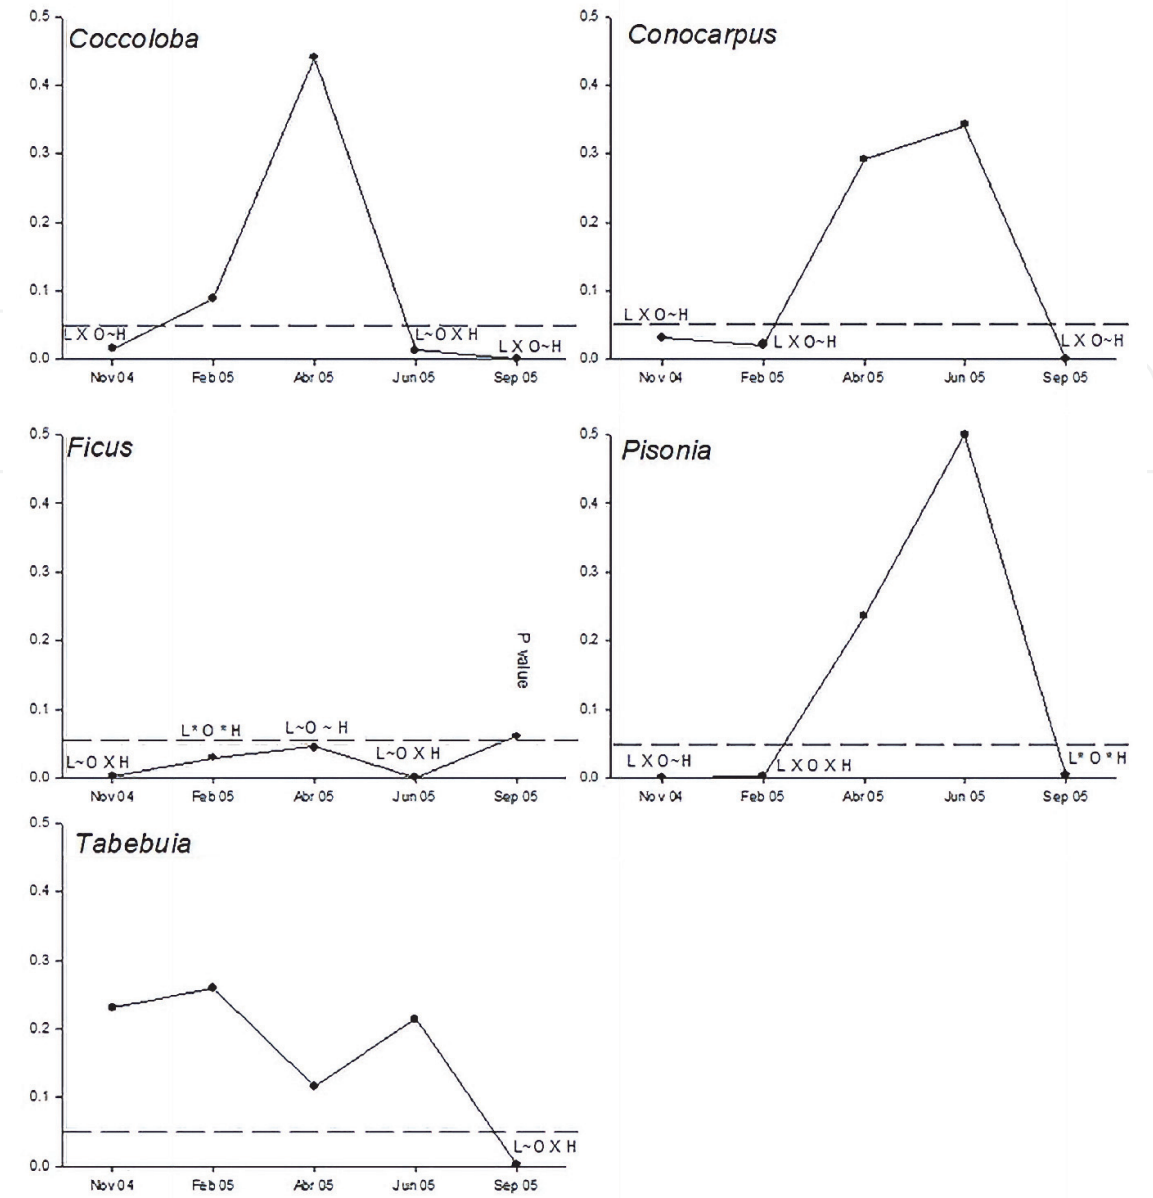 Coccoloba
0.5
0.4
0.3
0.2
0.1
0.0
L X O~H
L~O X H
L X O~H
Nov 04 Feb 05 Abr 05 Jun 05 Sep 05
Conocarpus
0.5
0.4
0.3
0.2
0.1
0.0
L X O~H
L X O~H
L X O~H
Nov 04 Feb 05 Abr 05 Jun 05 Sep 05
Ficus
0.5
0.4
0.3
0.2
0.1
0.0
P value
L~O X H
L* O *H
L~O ~ H
L~O X H
Nov 04 Feb 05 Abr 05 Jun 05 Sep 05
Pisonia
0.5
0.4
0.3
0.2
0.1
0.0
L X O~H
L X O X H
L* O *H
Nov 04 Feb 05 Abr 05 Jun 05 Sep 05
Tabebuia
0.5
0.4
0.3
0.2
0.1
0.0
L~O X H
Nov 04 Feb 05 Abr 05 Jun 05 Sep 05